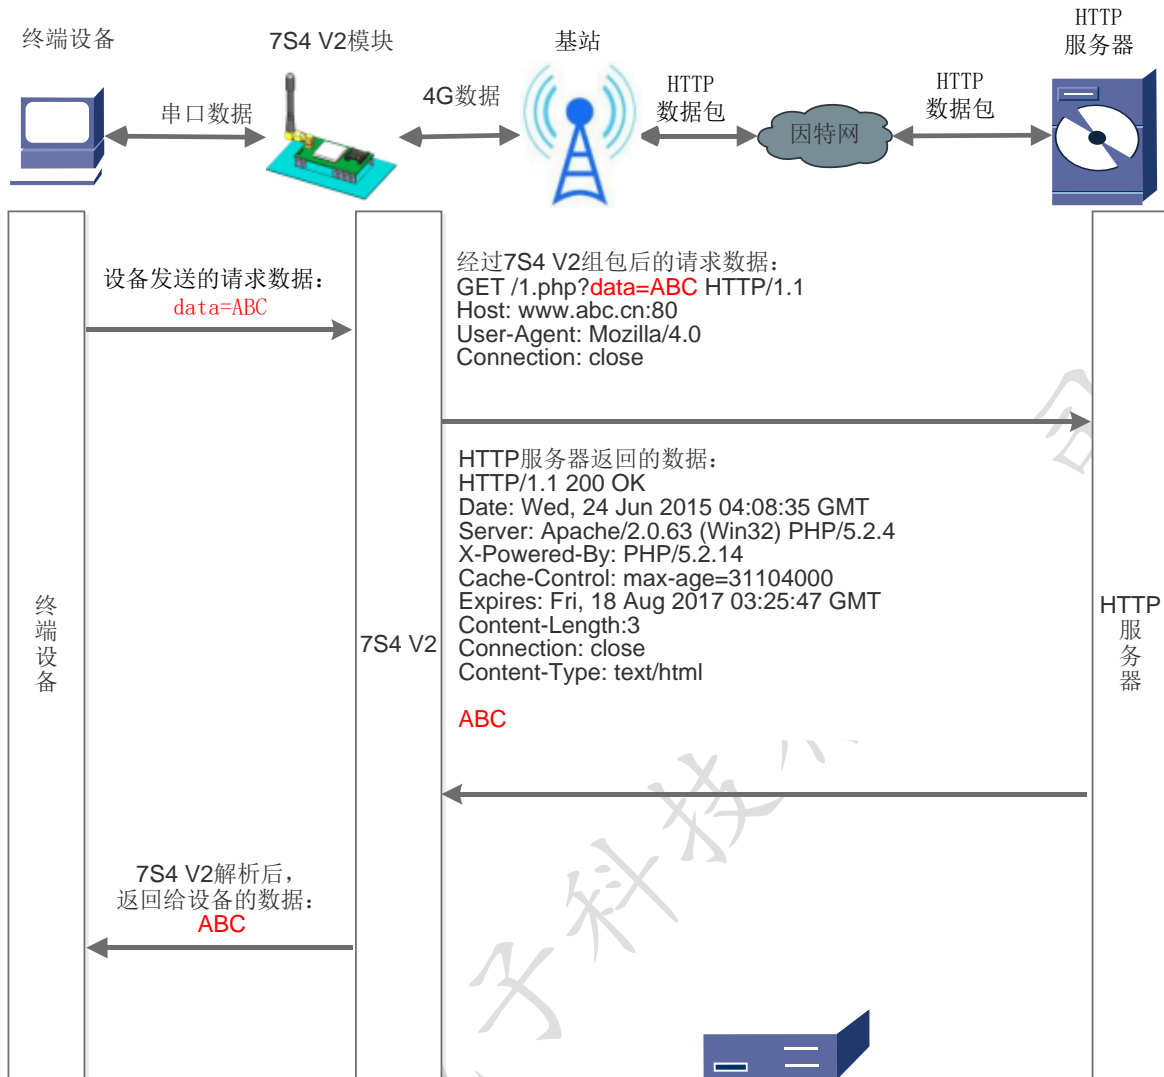 终端设备
7S4 V2模块
基站
HTTP
服务器
串口数据
4G数据
HTTP
数据包
因特网
HTTP
数据包
设备发送的请求数据：
data=ABC
经过7S4 V2组包后的请求数据：
GET /1.php?data=ABC HTTP/1.1
Host: www.abc.cn:80
User-Agent: Mozilla/4.0
Connection: close
HTTP服务器返回的数据：
HTTP/1.1 200 OK
Date: Wed, 24 Jun 2015 04:08:35 GMT
Server: Apache/2.0.63 (Win32) PHP/5.2.4
X-Powered-By: PHP/5.2.14
Cache-Control: max-age=31104000
Expires: Fri, 18 Aug 2017 03:25:47 GMT
Content-Length:3
Connection: close
Content-Type: text/html
ABC
终端设备
7S4 V2
HTTP
服务器
7S4 V2解析后，
返回给设备的数据：
ABC
子科技